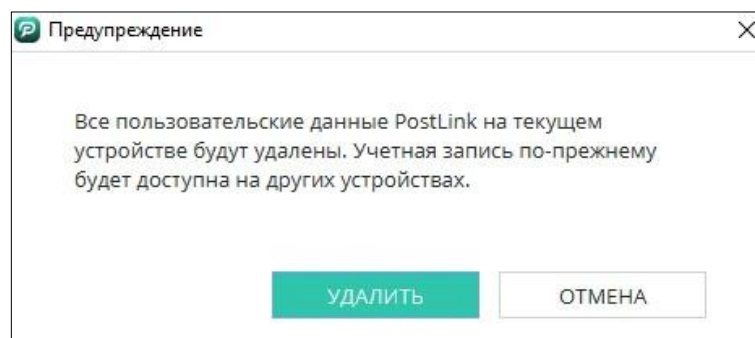 Предупреждение
Все пользовательские данные PostLink на текущем
устройстве будут удалены. Учетная запись по-прежнему
будет доступна на других устройствах.
УДАЛИТЬ ОТМЕНА